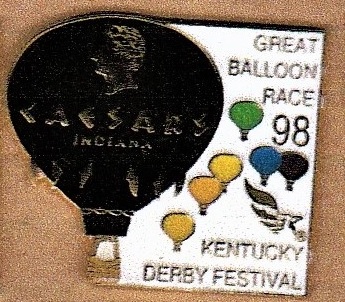 CAESARS
INDIANA
GREAT
BALLOON
RACE
98
KENTUCKY
DERBY FESTIVAL
®